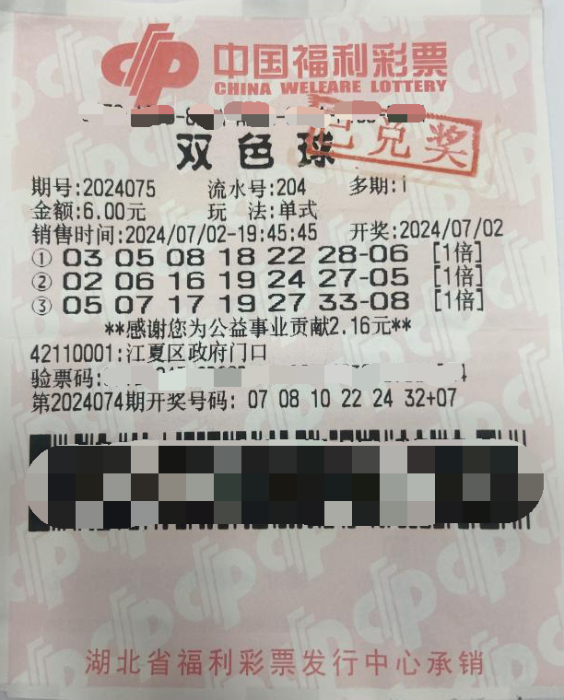 中国福利彩票
CHINA WELFARE LOTTERY
双色球
已兑奖
期号:2024075 流水号:204 多期:1
金额:6.00元 玩 法:单式
销售时间:2024/07/02-19:45:45 开奖:2024/07/02
① 03 05 08 18 22 28-06 [1倍]
② 02 06 16 19 24 27-05 [1倍]
③ 05 07 17 19 27 33-08 [1倍]
**感谢您为公益事业贡献2.16元**
42110001:江夏区政府门口
验票码:
第2024074期开奖号码: 07 08 10 22 24 32+07
湖北省福利彩票发行中心承销